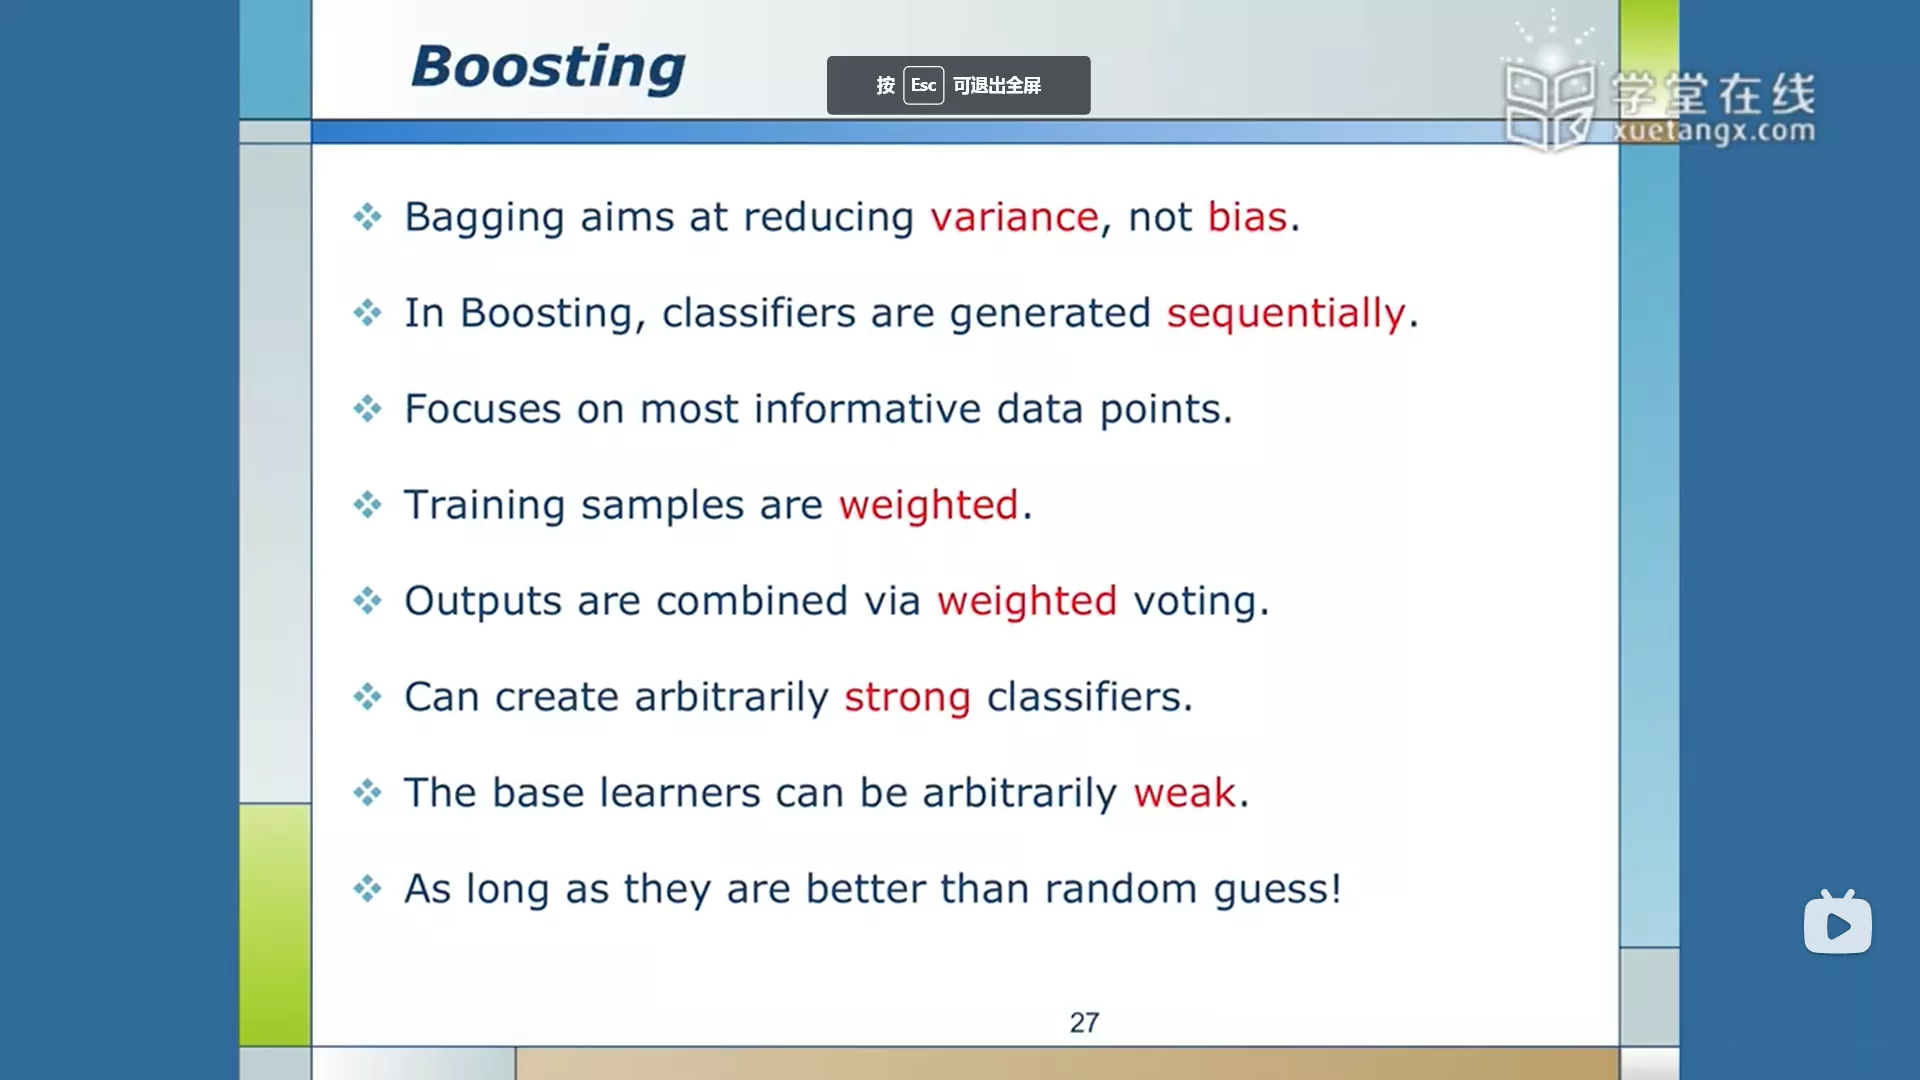 Boosting
按 Esc 可退出全屏
学堂在线
xuetangx.com
Bagging aims at reducing variance, not bias.
In Boosting, classifiers are generated sequentially.
Focuses on most informative data points.
Training samples are weighted.
Outputs are combined via weighted voting.
Can create arbitrarily strong classifiers.
The base learners can be arbitrarily weak.
As long as they are better than random guess!
27